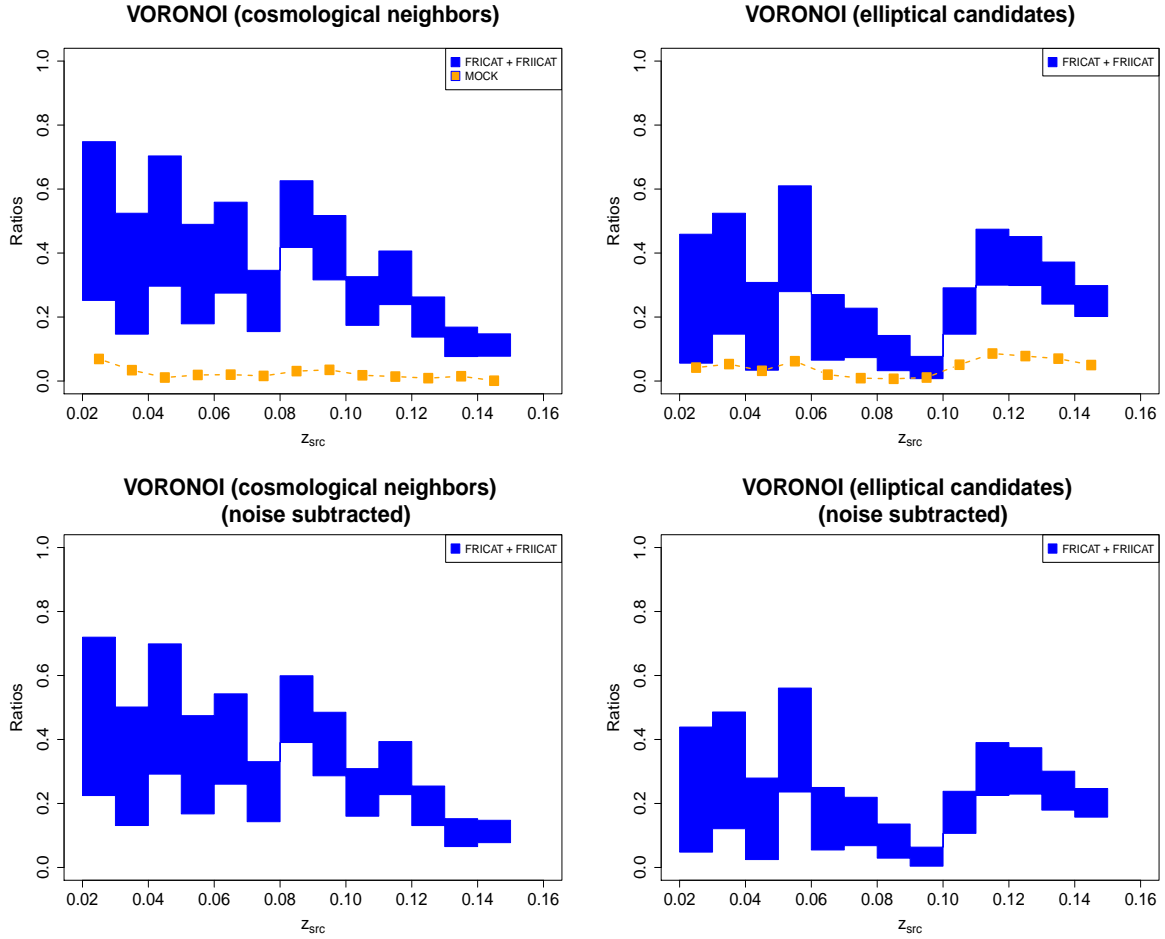 VORONOI (cosmological neighbors)
1.0
0.8
0.6
0.4
0.2
0.0
Ratios
FRICAT + FRIICAT
MOCK
0.02 0.04 0.06 0.08 0.10 0.12 0.14 0.16
zsrc
VORONOI (elliptical candidates)
1.0
0.8
0.6
0.4
0.2
0.0
Ratios
FRICAT + FRIICAT
0.02 0.04 0.06 0.08 0.10 0.12 0.14 0.16
zsrc
VORONOI (cosmological neighbors)
(noise subtracted)
1.0
0.8
0.6
0.4
0.2
0.0
Ratios
FRICAT + FRIICAT
0.02 0.04 0.06 0.08 0.10 0.12 0.14 0.16
zsrc
VORONOI (elliptical candidates)
(noise subtracted)
1.0
0.8
0.6
0.4
0.2
0.0
Ratios
FRICAT + FRIICAT
0.02 0.04 0.06 0.08 0.10 0.12 0.14 0.16
zsrc